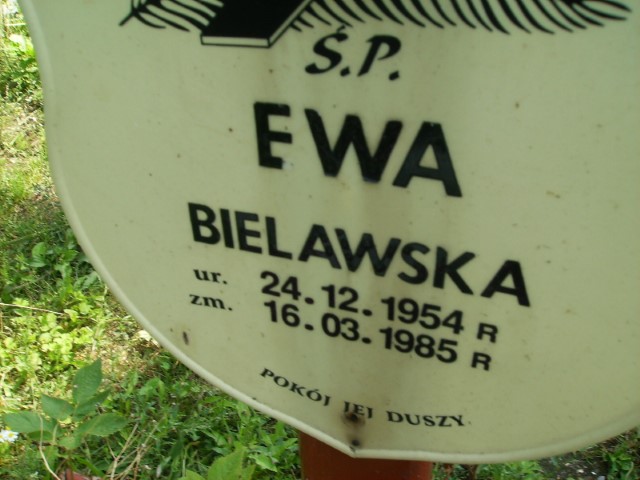 Ś.P.
EWA
BIELAWSKA
ur. 24.12.1954 R
zm. 16.03.1985 R
POKÓJ JEJ DUSZY